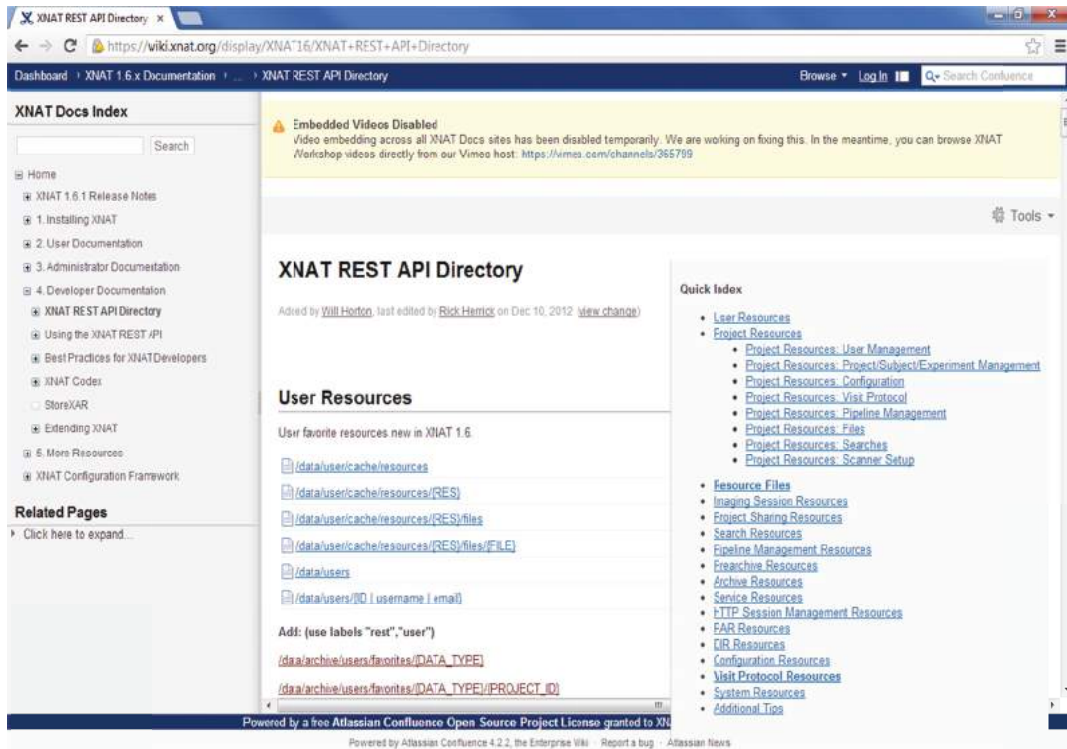 XNAT REST API Directory
https://wiki.xnat.org/display/XNAT16/XNAT+REST+API+Directory
Dashboard › XNAT 1.6.x Documentation › ... › XNAT REST API Directory
Browse Log In Search Confluence
XNAT Docs Index
Search
Home
XNAT 1.6.1 Release Notes
1. Installing XNAT
2. User Documentation
3. Administrator Documentation
4. Developer Documentation
XNAT REST API Directory
Using the XNAT REST API
Best Practices for XNAT Developers
XNAT Codex
StoreXAR
Extending XNAT
6. More Resources
XNAT Configuration Framework
Related Pages
Click here to expand...
Embedded Videos Disabled
Video embedding across all XNAT Docs sites has been disabled temporarily. We are woking on fixing this. In the meantime, you can browse XNAT
Workshop videos directly from our Vimeo host: https://vimeo.com/channels/365799
Tools
XNAT REST API Directory
Added by Will Horton, last edited by Rick Herrick on Dec 10, 2012 (view change)
User Resources
User favorite resources new in XNAT 1.6.
/data/user/cache/resources
/data/user/cache/resources/{RES}
/data/user/cache/resources/{RES}/files
/data/user/cache/resources/{RES}/files/{FILE}
/data/users
/data/users/{ID | username | email}
Add: (use labels "rest","user")
/data/archive/users/favorites/{DATA_TYPE}
/data/archive/users/favorites/{DATA_TYPE}/{PROJECT_ID}
Quick Index
User Resources
Project Resources
Project Resources: User Management
Project Resources: Project/Subject/Experiment Management
Project Resources: Configuration
Project Resources: Visit Protocol
Project Resources: Pipeline Management
Project Resources: Files
Project Resources: Searches
Project Resources: Scanner Setup
Resource Files
Imaging Session Resources
Project Sharing Resources
Search Resources
Pipeline Management Resources
Prearchive Resources
Archive Resources
Service Resources
HTTP Session Management Resources
PAR Resources
DIR Resources
Configuration Resources
Visit Protocol Resources
System Resources
Additional Tips
Powered by a free Atlassian Confluence Open Source Project License granted to XN
Powered by Atlassian Confluence 4.2.2, the Enterprise Wiki · Report a bug · Atlassian News